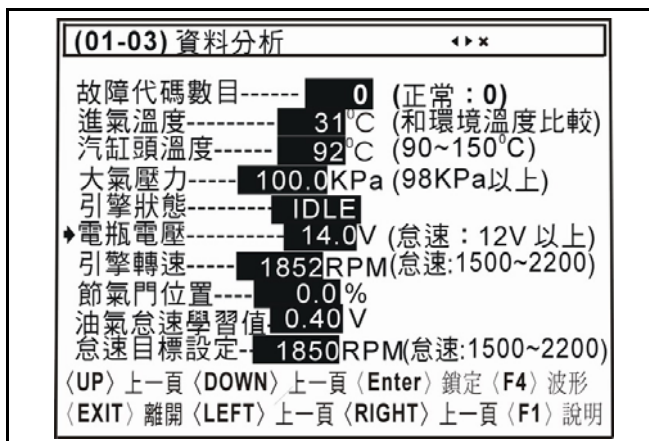 (01-03) 資料分析
故障代碼數目------ 0 (正常：0)
進氣溫度--------- 31°C (和環境溫度比較)
汽缸頭溫度------ 92°C (90~150°C)
大氣壓力----- 100.0KPa (98KPa以上)
引擎狀態--------- IDLE
電瓶電壓--------- 14.0V (怠速：12V 以上)
引擎轉速----- 1852RPM(怠速:1500~2200)
節氣門位置---- 0.0%
油氣怠速學習值- 0.40 V
怠速目標設定-- 1850RPM(怠速:1500~2200)
〈UP〉上一頁〈DOWN〉上一頁〈Enter〉鎖定〈F4〉波形
〈EXIT〉離開〈LEFT〉上一頁〈RIGHT〉上一頁〈F1〉說明